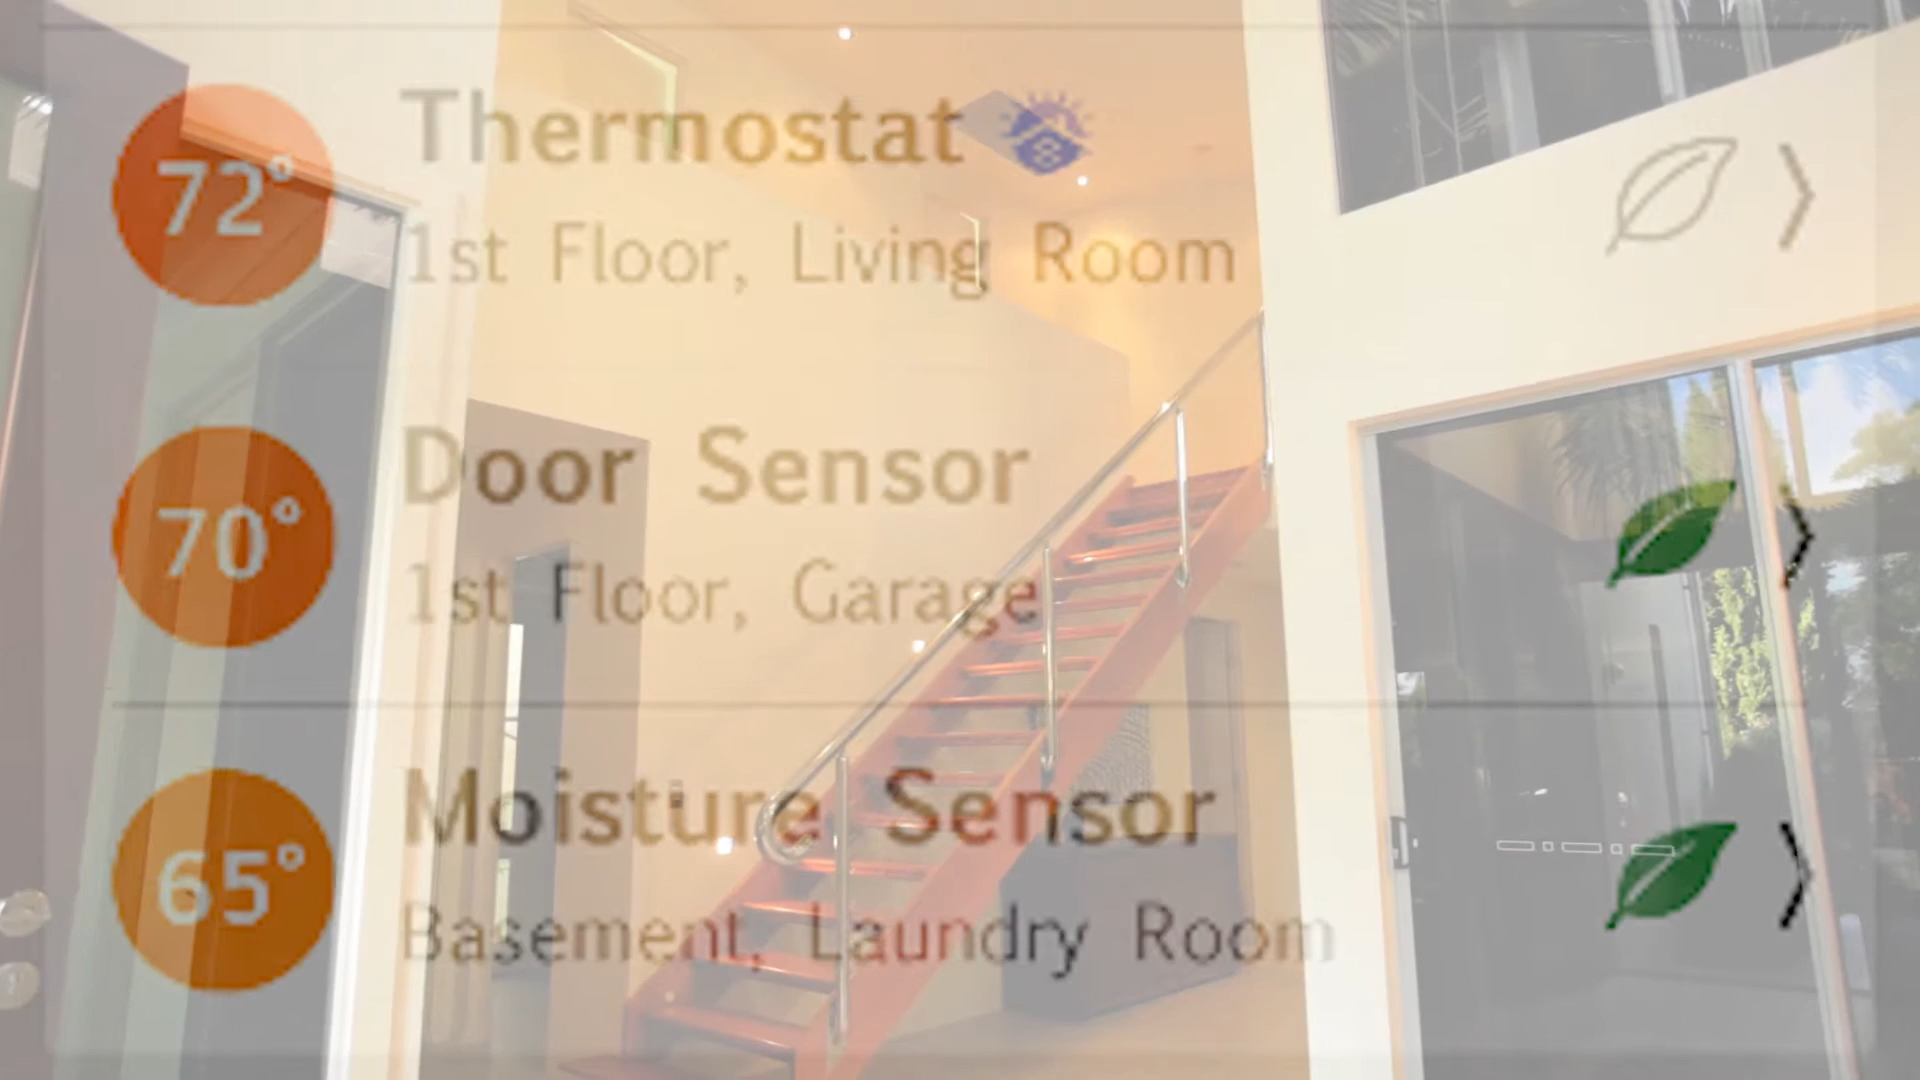 72°
Thermostat
1st Floor, Living Room
70°
Door Sensor
1st Floor, Garage
65°
Moisture Sensor
Basement, Laundry Room